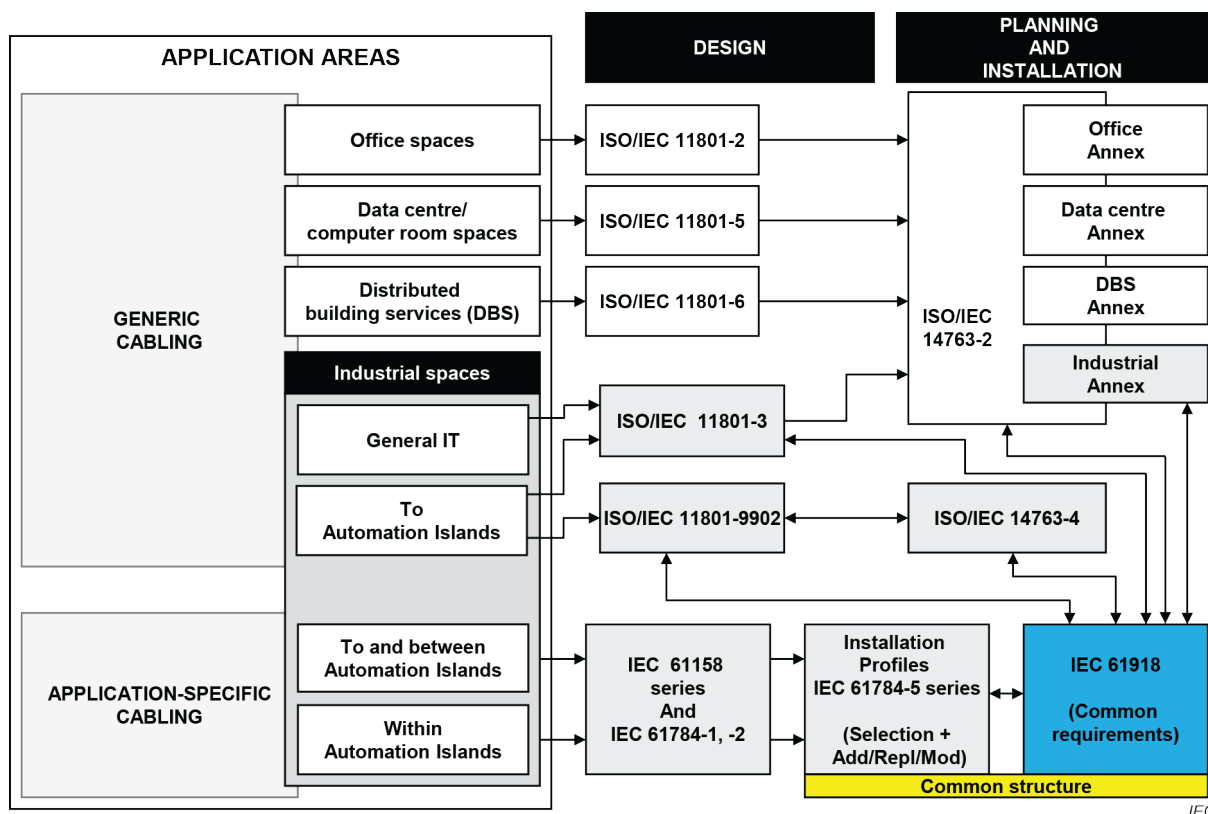 APPLICATION AREAS
DESIGN
PLANNING
AND
INSTALLATION
GENERIC
CABLING
Office spaces
Data centre/
computer room spaces
Distributed
building services (DBS)
Industrial spaces
General IT
To
Automation Islands
APPLICATION-SPECIFIC
CABLING
To and between
Automation Islands
Within
Automation Islands
ISO/IEC 11801-2
ISO/IEC 11801-5
ISO/IEC 11801-6
ISO/IEC 11801-3
ISO/IEC 11801-9902
IEC 61158
series
And
IEC 61784-1, -2
ISO/IEC
14763-2
Office
Annex
Data centre
Annex
DBS
Annex
Industrial
Annex
ISO/IEC 14763-4
Installation
Profiles
IEC 61784-5 series
(Selection +
Add/Repl/Mod)
IEC 61918
(Common
requirements)
Common structure
IEC